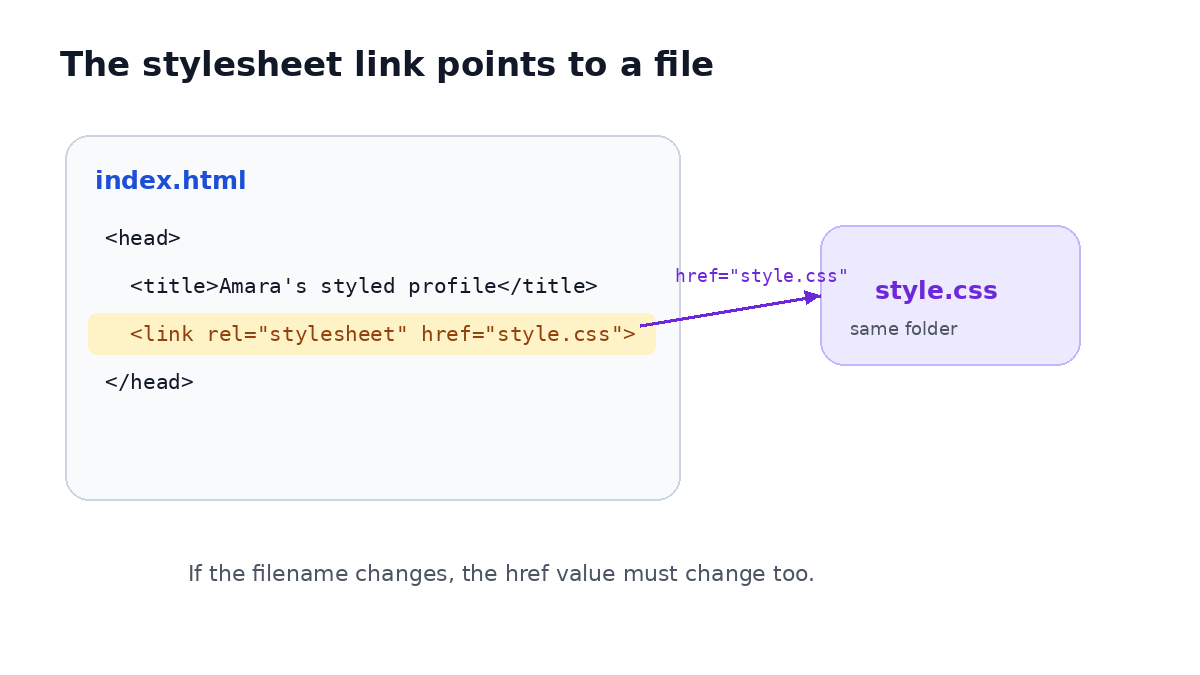 The stylesheet link points to a file
index.html
<head>
<title>Amara's styled profile</title>
<link rel="stylesheet" href="style.css">
</head>
href="style.css"
style.css
same folder
If the filename changes, the href value must change too.